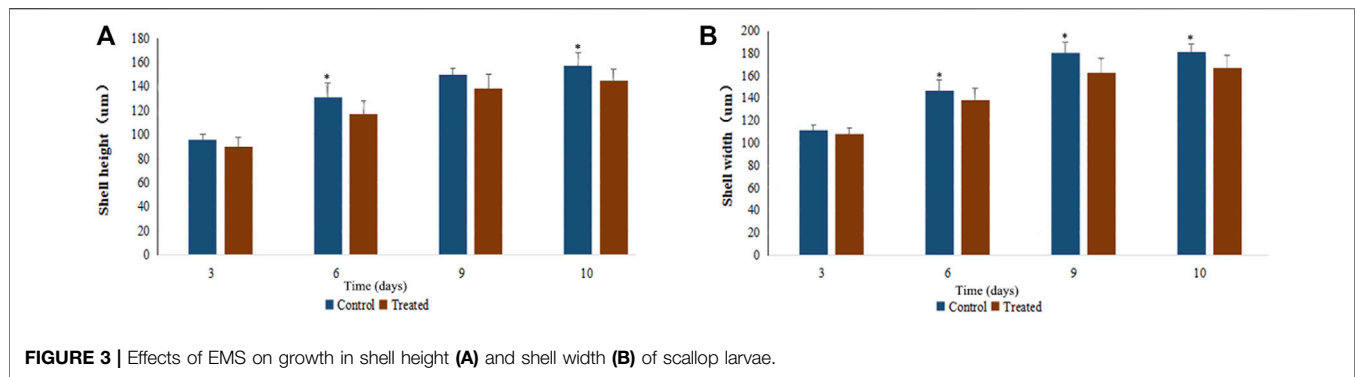 A
Shell height (um)
180
160
140
120
100
80
60
40
20
0
*
*
3 6 9 10
Time (days)
Control Treated
B
Shell width (um)
200
180
160
140
120
100
80
60
40
20
0
*
*
*
3 6 9 10
Time (days)
Control Treated
FIGURE 3 | Effects of EMS on growth in shell height (A) and shell width (B) of scallop larvae.